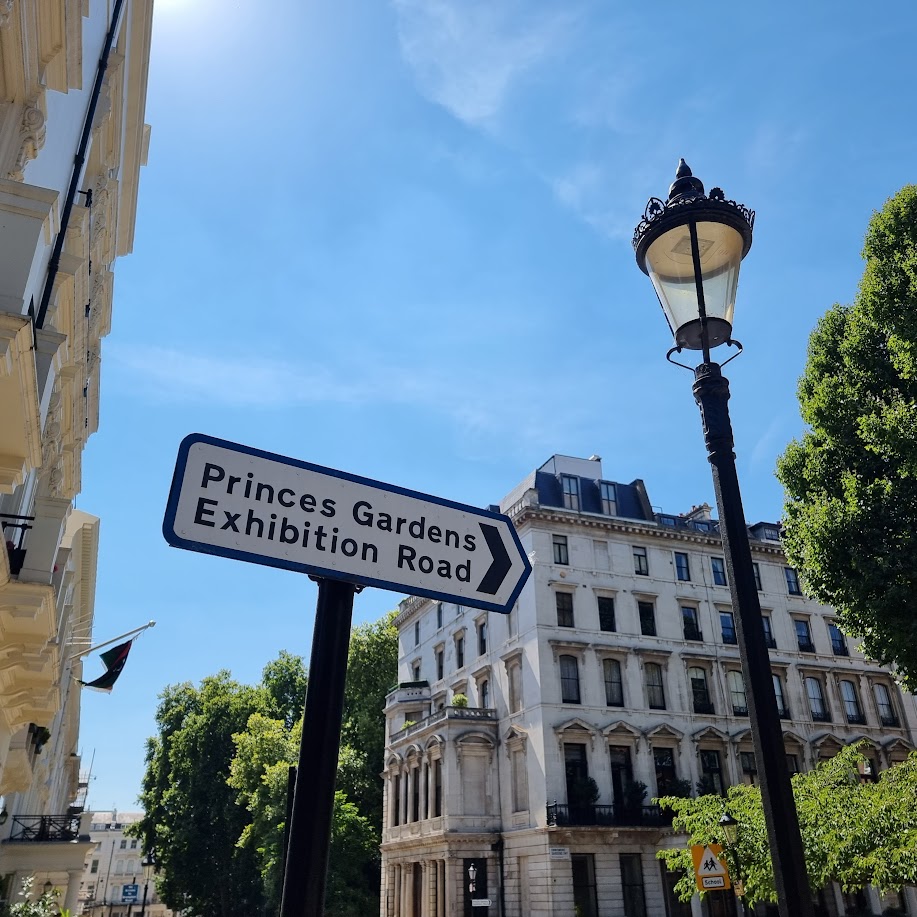 Princes Gardens
Exhibition Road
School